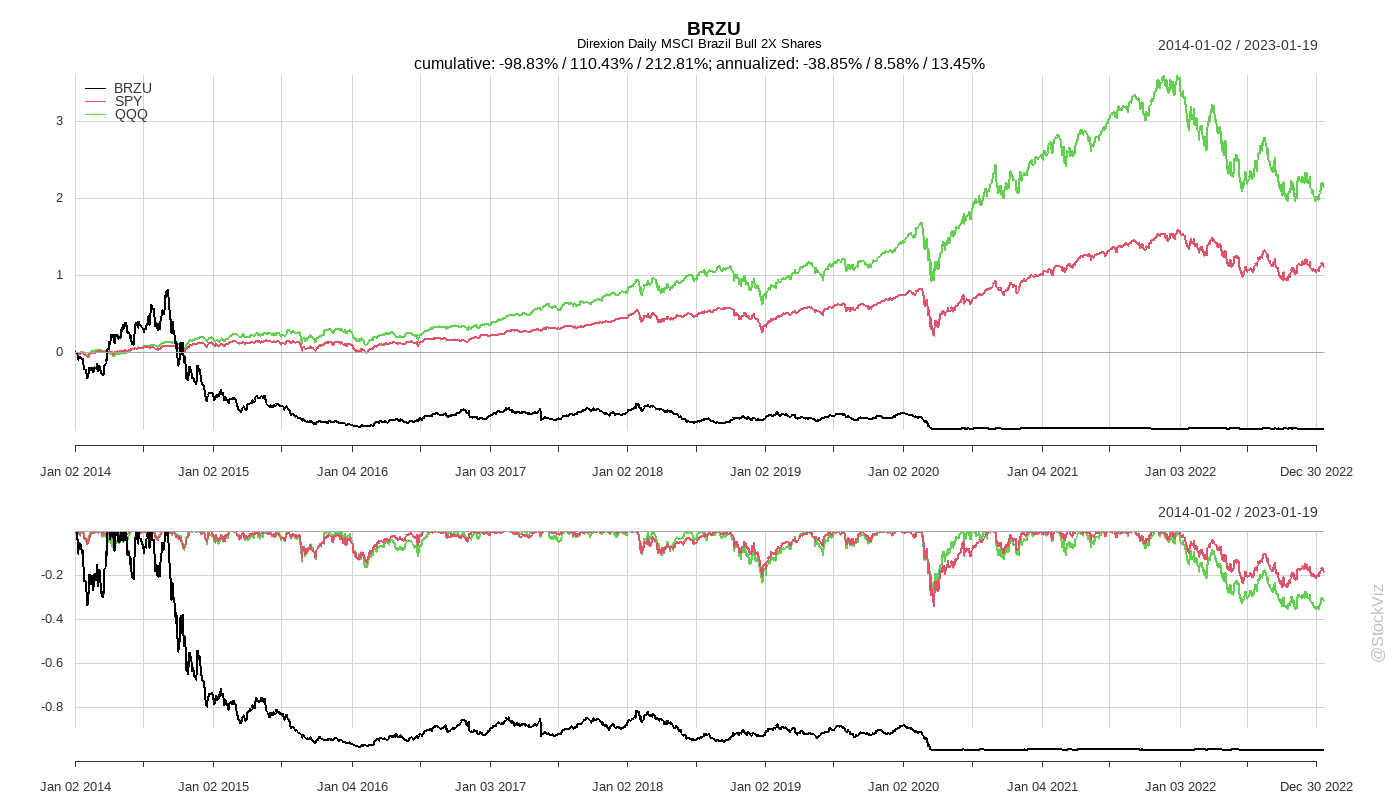 BRZU
Direxion Daily MSCI Brazil Bull 2X Shares
2014-01-02 / 2023-01-19
cumulative: -98.83% / 110.43% / 212.81%; annualized: -38.85% / 8.58% / 13.45%
BRZU
SPY
QQQ
3
2
1
0
Jan 02 2014 Jan 02 2015 Jan 04 2016 Jan 03 2017 Jan 02 2018 Jan 02 2019 Jan 02 2020 Jan 04 2021 Jan 03 2022 Dec 30 2022
2014-01-02 / 2023-01-19
-0.2
-0.4
-0.6
-0.8
Jan 02 2014 Jan 02 2015 Jan 04 2016 Jan 03 2017 Jan 02 2018 Jan 02 2019 Jan 02 2020 Jan 04 2021 Jan 03 2022 Dec 30 2022
@StockViz